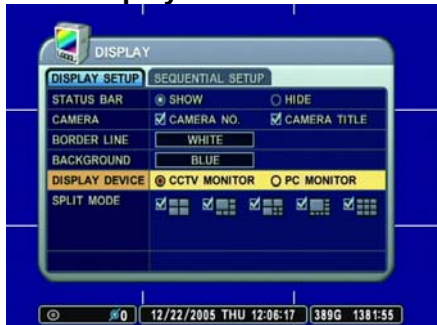 DISPLAY
DISPLAY SETUP SEQUENTIAL SETUP
STATUS BAR SHOW HIDE
CAMERA CAMERA NO. CAMERA TITLE
BORDER LINE WHITE
BACKGROUND BLUE
DISPLAY DEVICE CCTV MONITOR PC MONITOR
SPLIT MODE
0 12/22/2005 THU 12:06:17 389G 1381:55